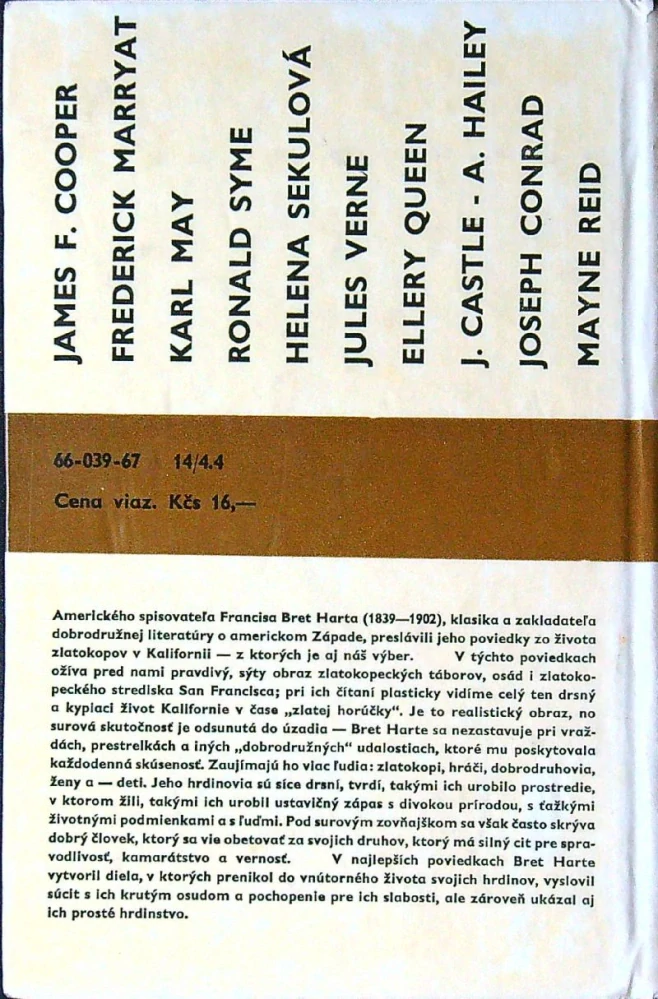 JAMES F. COOPER
FREDERICK MARRYAT
KARL MAY
RONALD SYME
HELENA SEKULOVÁ
JULES VERNE
ELLERY QUEEN
J. CASTLE - A. HAILEY
JOSEPH CONRAD
MAYNE REID
66-039-67 14/4.4
Cena viaz. Kčs 16,—
Amerického spisovateľa Francisa Bret Harta (1839—1902), klasika a zakladateľa
dobrodružnej literatúry o americkom Západe, preslávili jeho poviedky zo života
zlatokopov v Kalifornii — z ktorých je aj náš výber. V týchto poviedkach
ožíva pred nami pravdivý, sýty obraz zlatokopeckých táborov, osád i zlatoko-
peckého strediska San Francisca; pri ich čítaní plasticky vidíme celý ten drsný
a kypiaci život Kalifornie v čase „zlatej horúčky“. Je to realistický obraz, no
surová skutočnosť je odsunutá do úzadia — Bret Harte sa nezastavuje pri vraž-
dách, prestrelkách a iných „dobrodružných“ udalostiach, ktoré mu poskytovala
každodenná skúsenosť. Zaujímajú ho viac ľudia: zlatokopi, hráči, dobrodruhovia,
ženy a — deti. Jeho hrdinovia sú síce drsní, tvrdí, takými ich urobilo prostredie,
v ktorom žili, takými ich urobil ustavičný zápas s divokou prírodou, s ťažkými
životnými podmienkami a s ľuďmi. Pod surovým zovňajškom sa však často skrýva
dobrý človek, ktorý sa vie obetovať za svojich druhov, ktorý má silný cit pre spra-
vodlivosť, kamarátstvo a vernosť. V najlepších poviedkach Bret Harte
vytvoril diela, v ktorých prenikol do vnútorného života svojich hrdinov, vyslovil
súcit s ich krutým osudom a pochopenie pre ich slabosti, ale zároveň ukázal aj
ich prosté hrdinstvo.